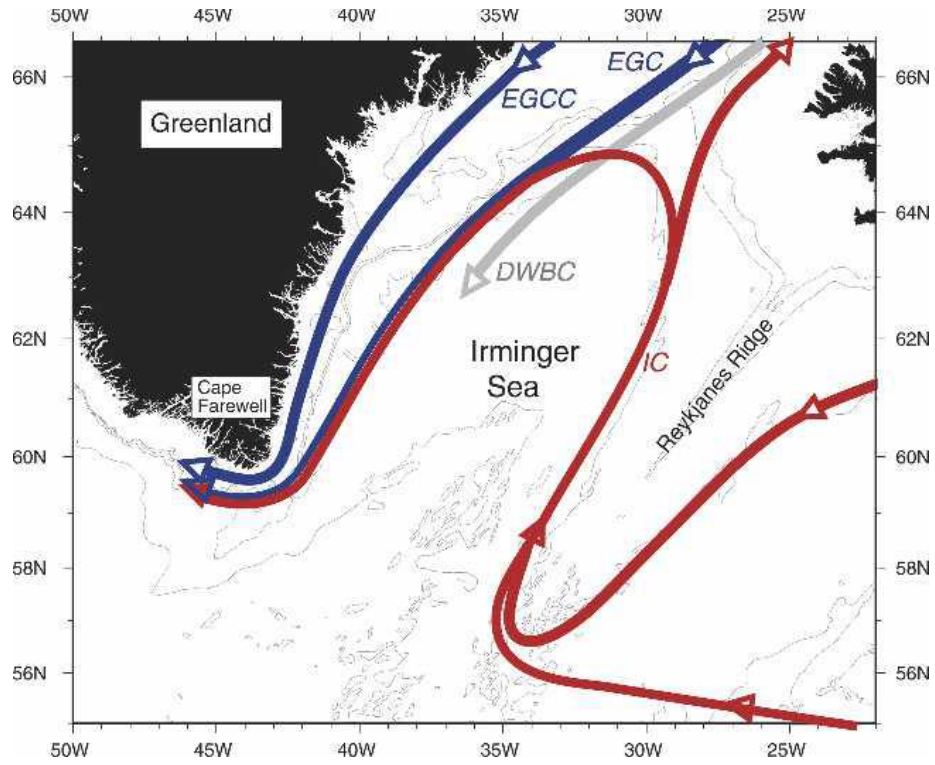 50W 45W 40W 35W 30W 25W
66N EGCC EGC 66N
Greenland
64N 64N
DWBC
62N 62N
Irminger
Sea
IC
Reykjanes Ridge
Cape
Farewell
60N 60N
58N 58N
56N 56N
50W 45W 40W 35W 30W 25W